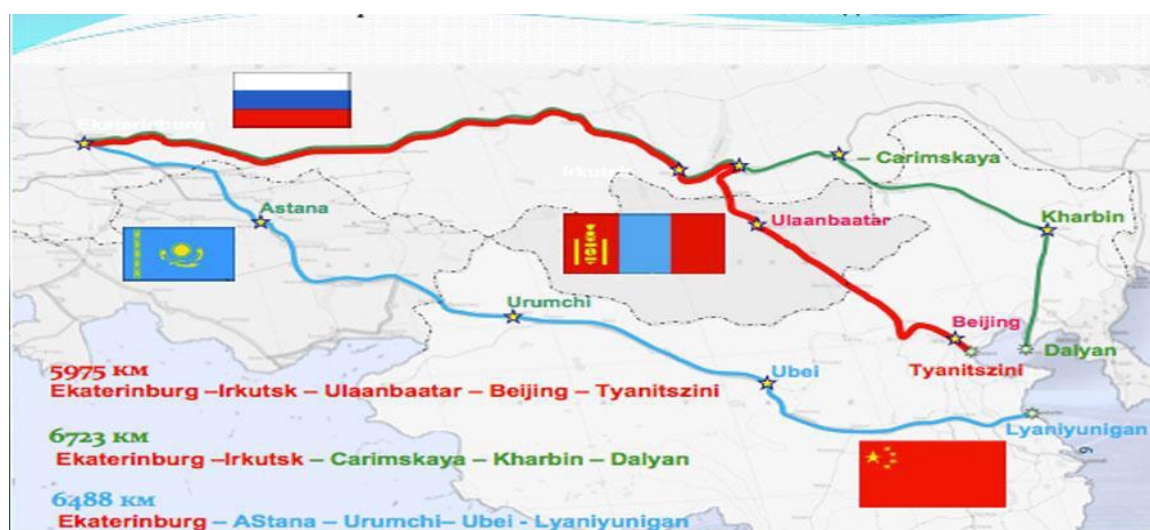 Ekaterinburg
Irkutsk
– Carimskaya
Astana
Ulaanbaatar
Kharbin
Urumchi
Beijing
Dalyan
Tyanitszini
Ubei
Lyaniyunigan
5975 км
Ekaterinburg –Irkutsk – Ulaanbaatar – Beijing – Tyanitszini
6723 км
Ekaterinburg –Irkutsk – Carimskaya – Kharbin – Dalyan
6488 км
Ekaterinburg – AStana – Urumchi– Ubei - Lyaniyunigan
6